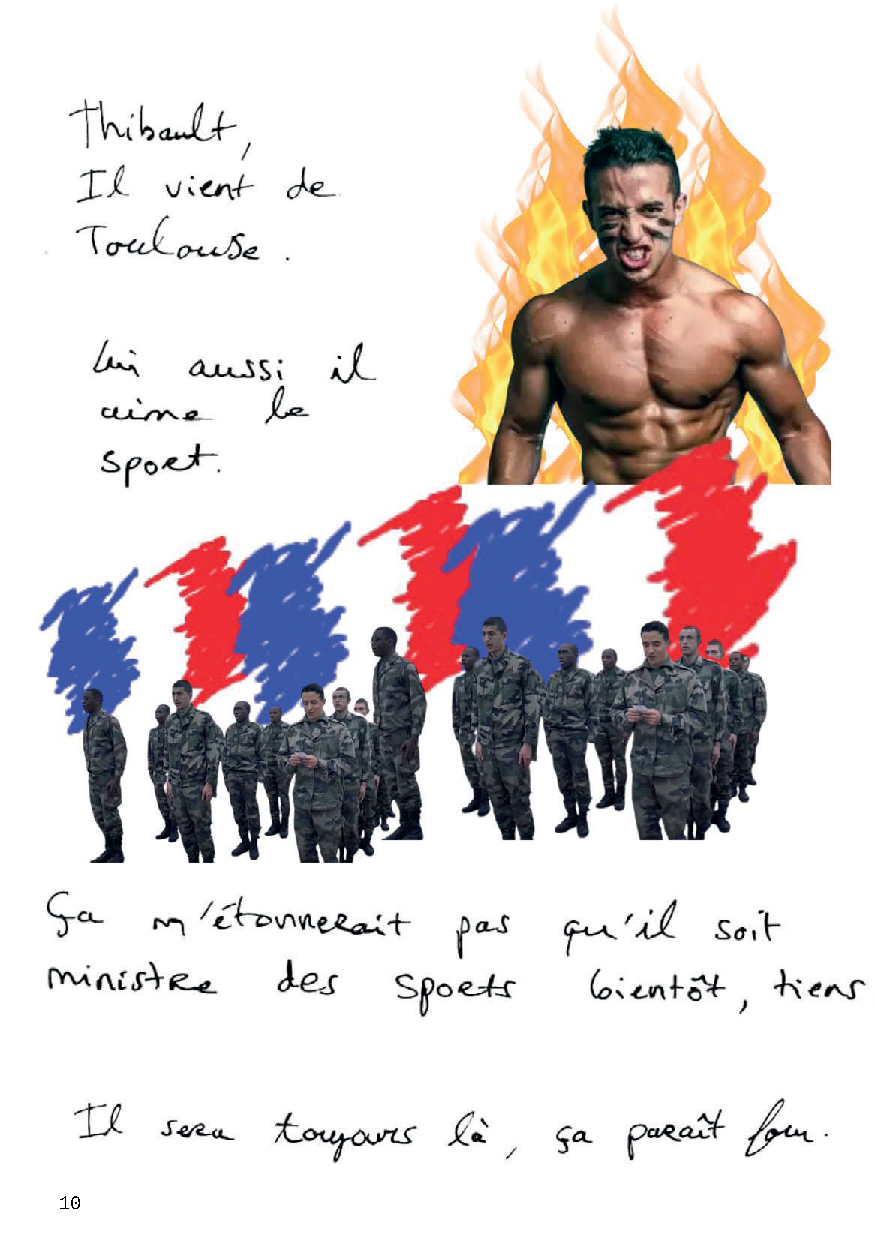 Thibault,
Il vient de
Toulouse.
Lui aussi il
aime le
sport.
Ça m'étonnerait pas qu'il soit
ministre des sports bientôt, tiens
Il sera toujours là, ça paraît fou.
10